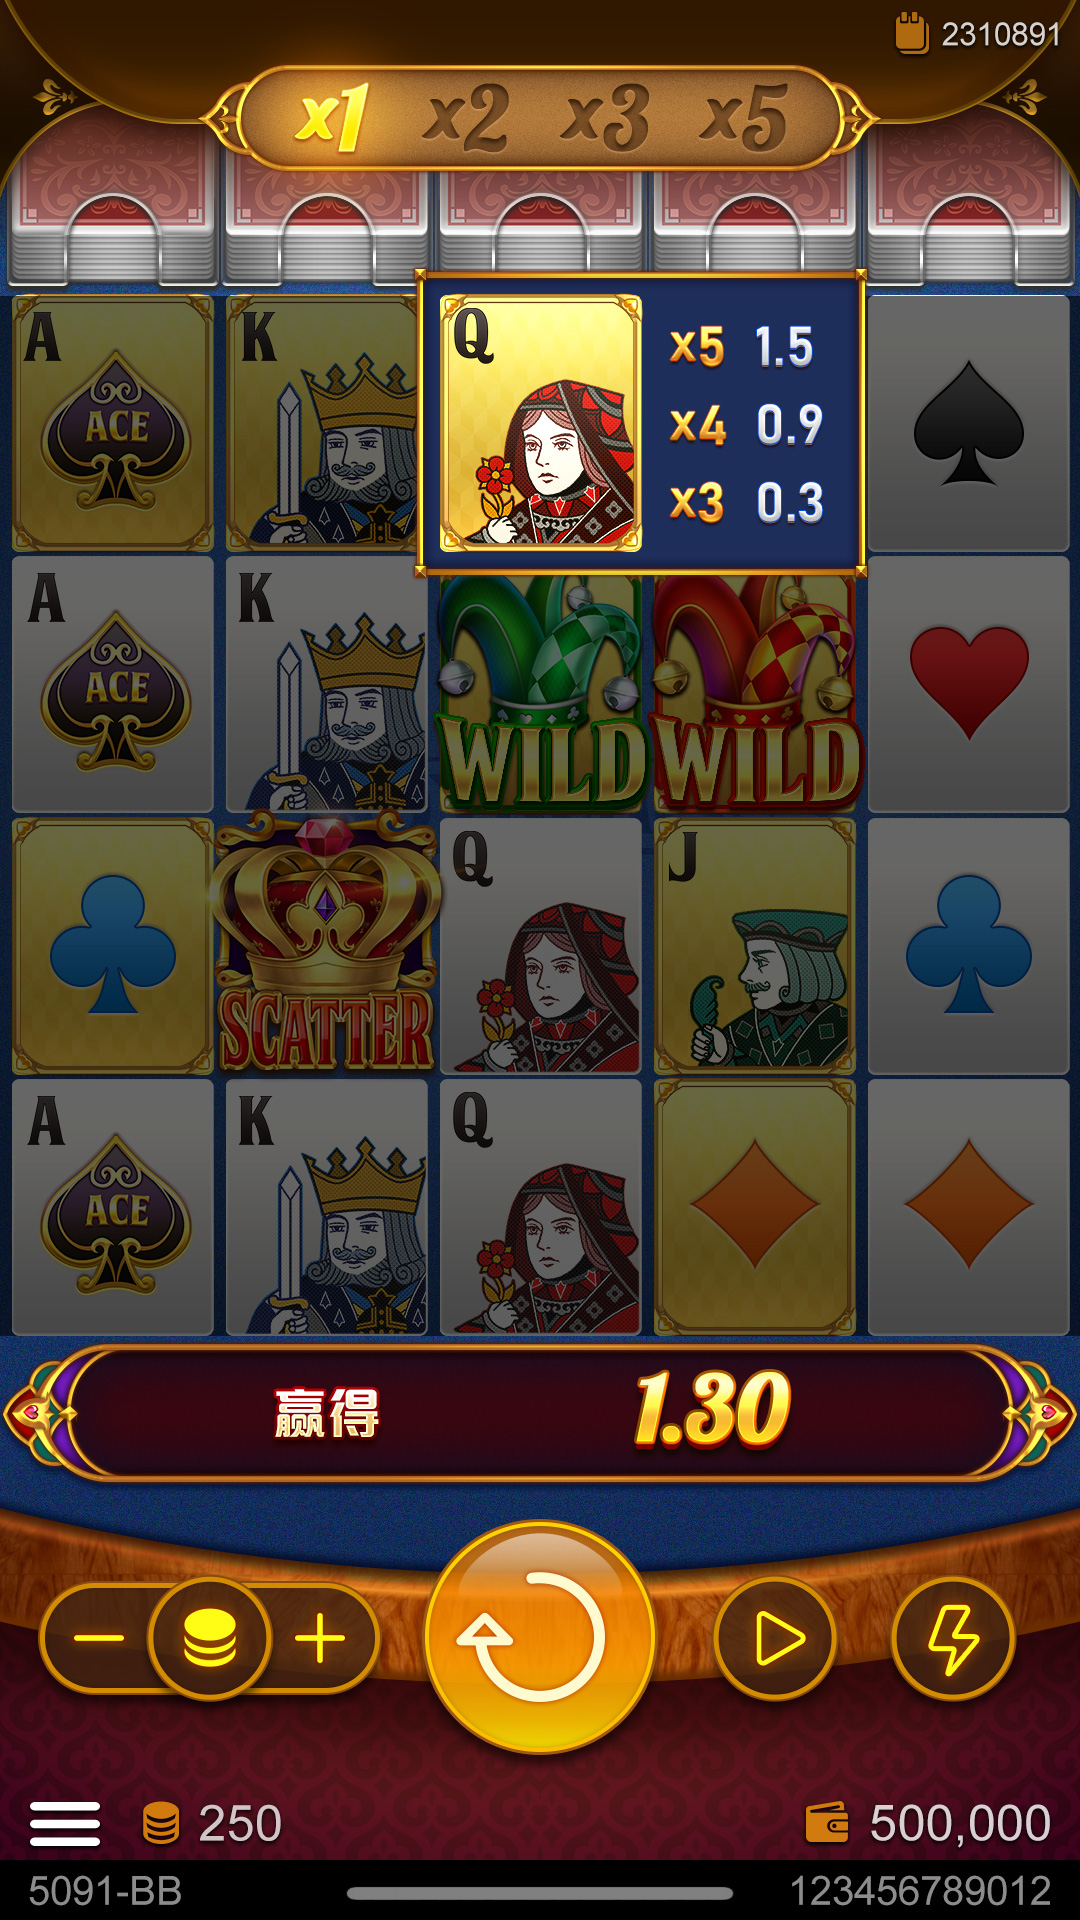 2310891
x1 x2 x3 x5
A K Q x5 1.5
ACE x4 0.9
x3 0.3
A K
ACE WILD WILD
Q J
SCATTER
A K Q
ACE
赢得 1.30
250 500,000
5091-BB 123456789012